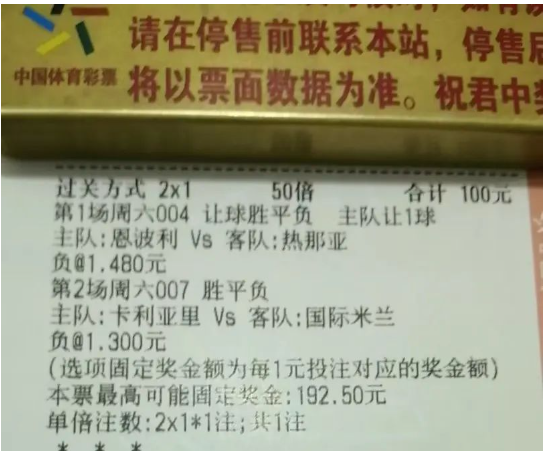 请在停售前联系本站，停售后
中国体育彩票
将以票面数据为准。祝君中奖
过关方式 2x1 50倍 合计 100元
第1场周六004 让球胜平负 主队让1球
主队:恩波利 Vs 客队:热那亚
负@1.480元
第2场周六007 胜平负
主队:卡利亚里 Vs 客队:国际米兰
负@1.300元
(选项固定奖金额为每1元投注对应的奖金额)
本票最高可能固定奖金:192.50元
单倍注数:2x1*1注;共1注